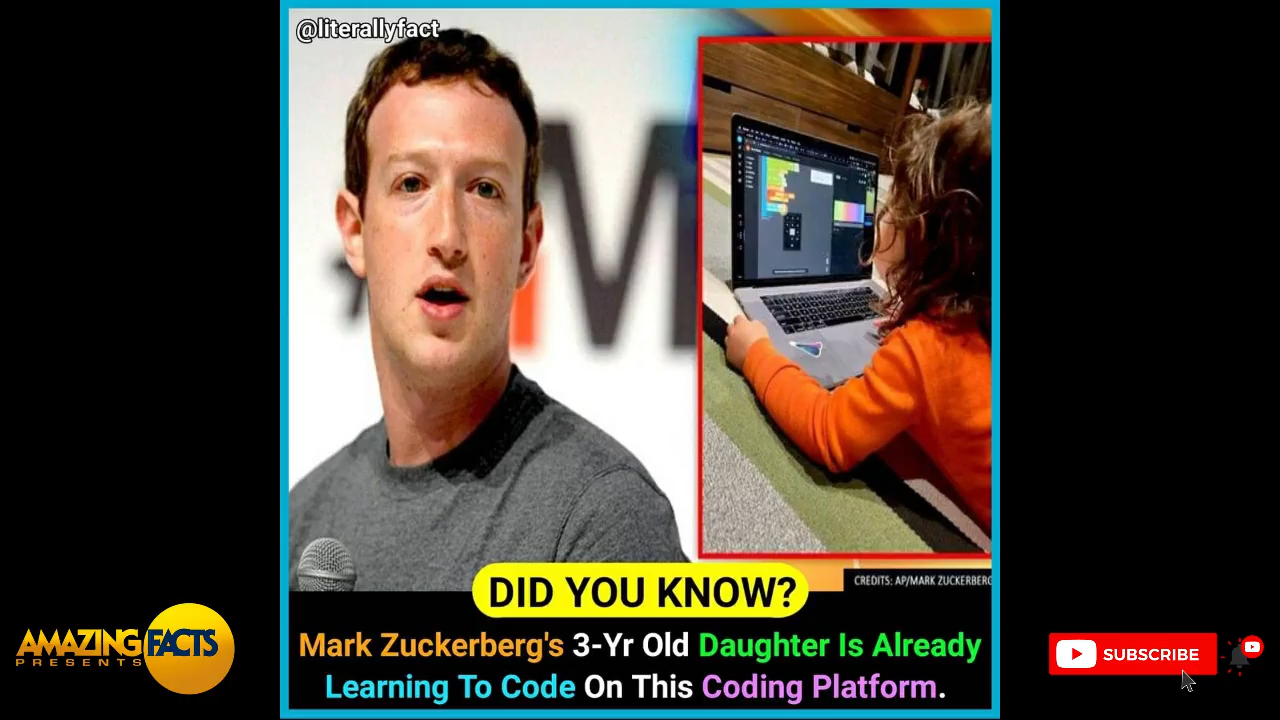 @literallyfact
CREDITS: AP/MARK ZUCKERBERG
DID YOU KNOW?
Mark Zuckerberg's 3-Yr Old Daughter Is Already
Learning To Code On This Coding Platform.
AMAZING FACTS
PRESENTS
SUBSCRIBE